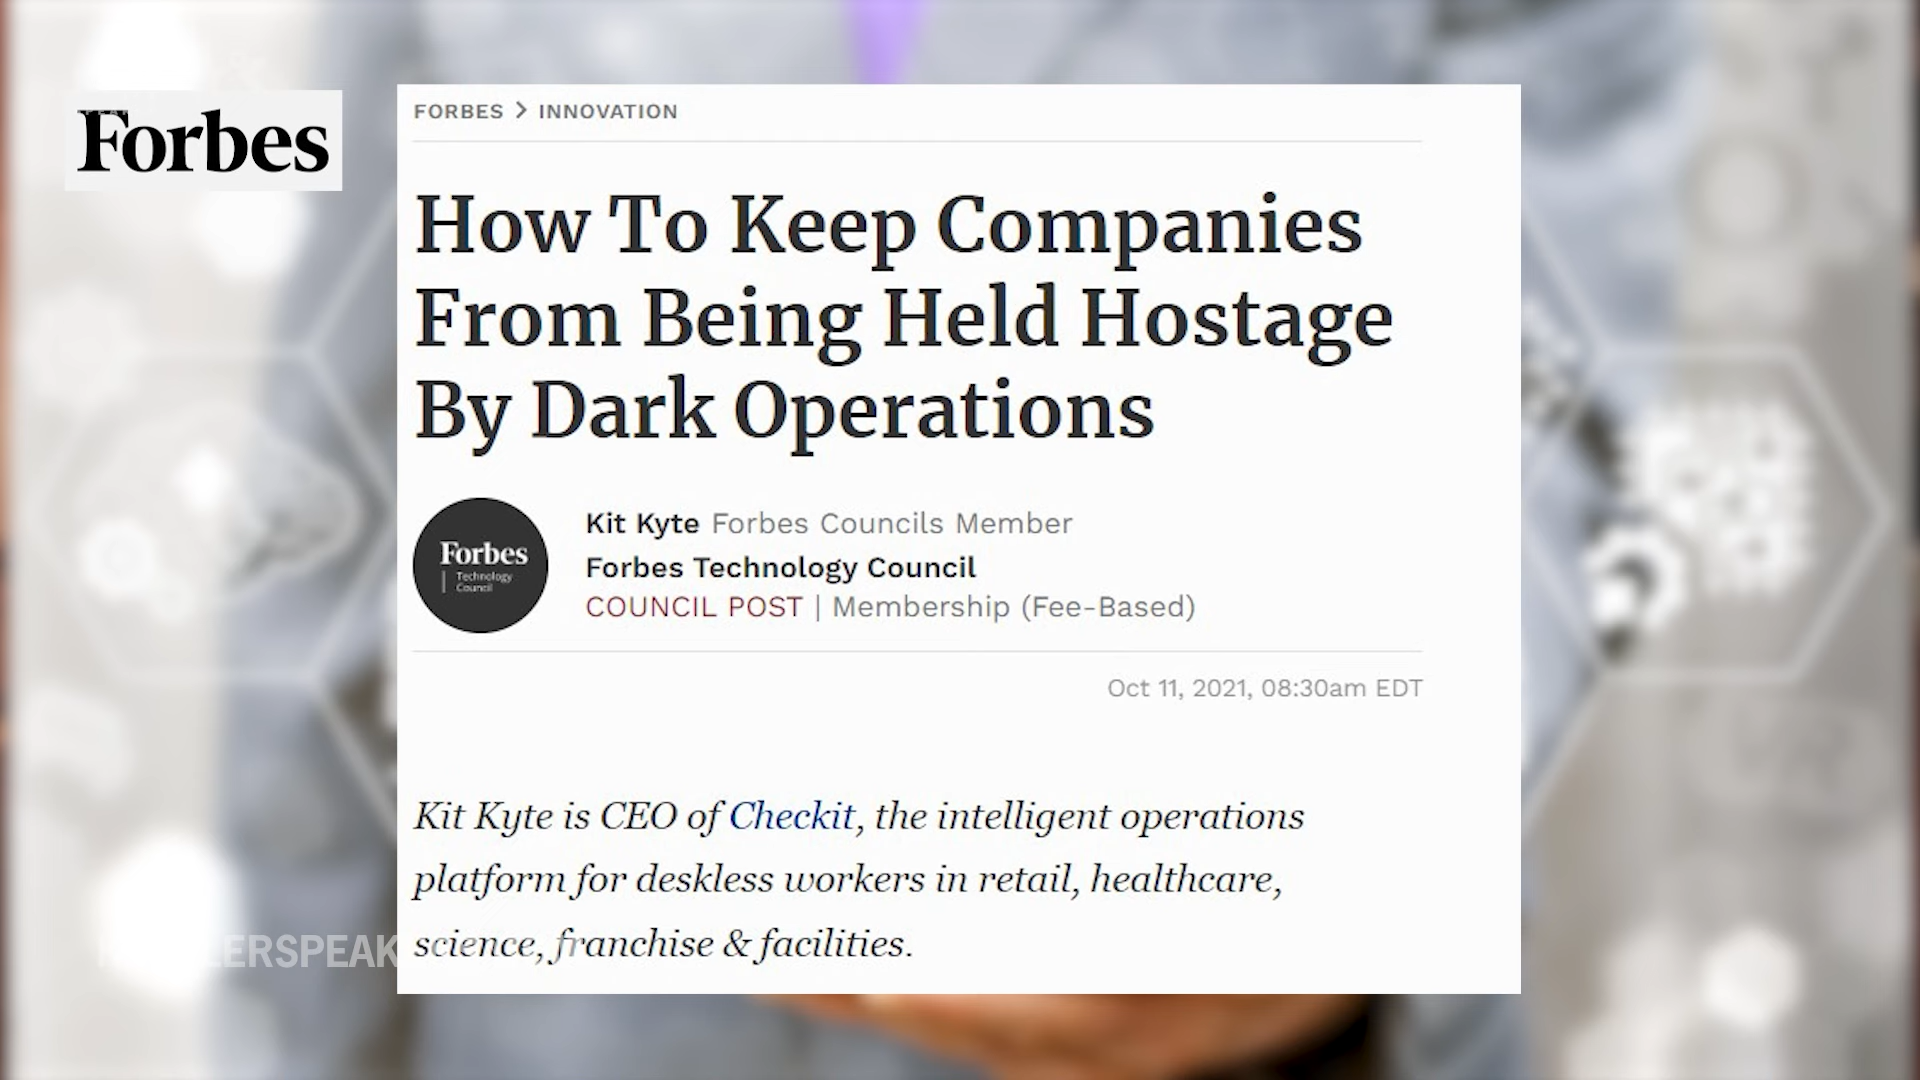 Forbes
FORBES > INNOVATION
How To Keep Companies
From Being Held Hostage
By Dark Operations
Forbes
Technology
Council
Kit Kyte Forbes Councils Member
Forbes Technology Council
COUNCIL POST | Membership (Fee-Based)
Oct 11, 2021, 08:30am EDT
Kit Kyte is CEO of Checkit, the intelligent operations
platform for deskless workers in retail, healthcare,
science, franchise & facilities.